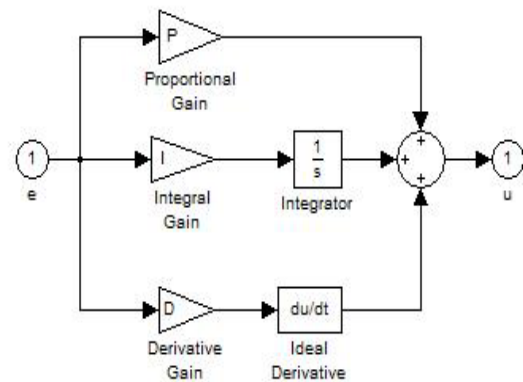 P
Proportional
Gain
1
e
I
Integral
Gain
1
s
Integrator
+
+
+
1
u
D
Derivative
Gain
du/dt
Ideal
Derivative